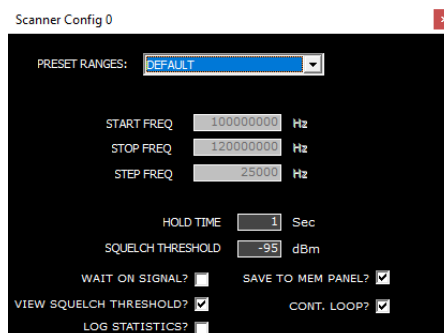 Scanner Config 0
PRESET RANGES: DEFAULT
START FREQ 100000000 Hz
STOP FREQ 120000000 Hz
STEP FREQ 25000 Hz
HOLD TIME 1 Sec
SQUELCH THRESHOLD -95 dBm
WAIT ON SIGNAL? SAVE TO MEM PANEL?
VIEW SQUELCH THRESHOLD? CONT. LOOP?
LOG STATISTICS?